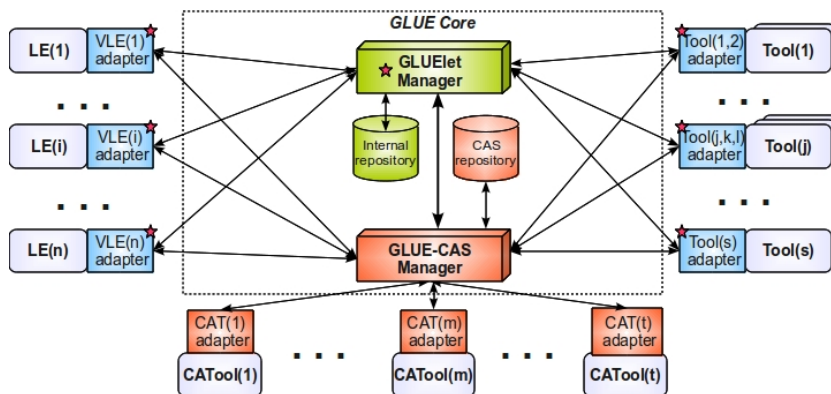 GLUE Core
LE(1)
VLE(1)
adapter
GLUElet
Manager
Tool(1,2)
adapter
Tool(1)
. . .
. . .
LE(i)
VLE(i)
adapter
Internal
repository
CAS
repository
Tool(j,k,l)
adapter
Tool(j)
. . .
. . .
LE(n)
VLE(n)
adapter
GLUE-CAS
Manager
Tool(s)
adapter
Tool(s)
CAT(1)
adapter
CATool(1)
. . .
CAT(m)
adapter
CATool(m)
. . .
CAT(t)
adapter
CATool(t)